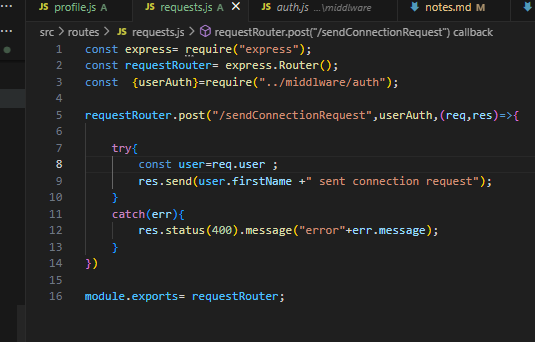 JS profile.js JS requests.js M JS auth.js ...\middlware notes.md M
src > routes > JS requests.js > requestRouter.post("/sendConnectionRequest") callback
1 const express= require("express");
2 const requestRouter= express.Router();
3 const {userAuth}=require("../middlware/auth");
4
5 requestRouter.post("/sendConnectionRequest",userAuth,(req,res)=>{
6
7 try{
8 const user=req.user ;
9 res.send(user.firstName +" sent connection request");
10 }
11 catch(err){
12 res.status(400).message("error"+err.message);
13 }
14 })
15
16 module.exports= requestRouter;